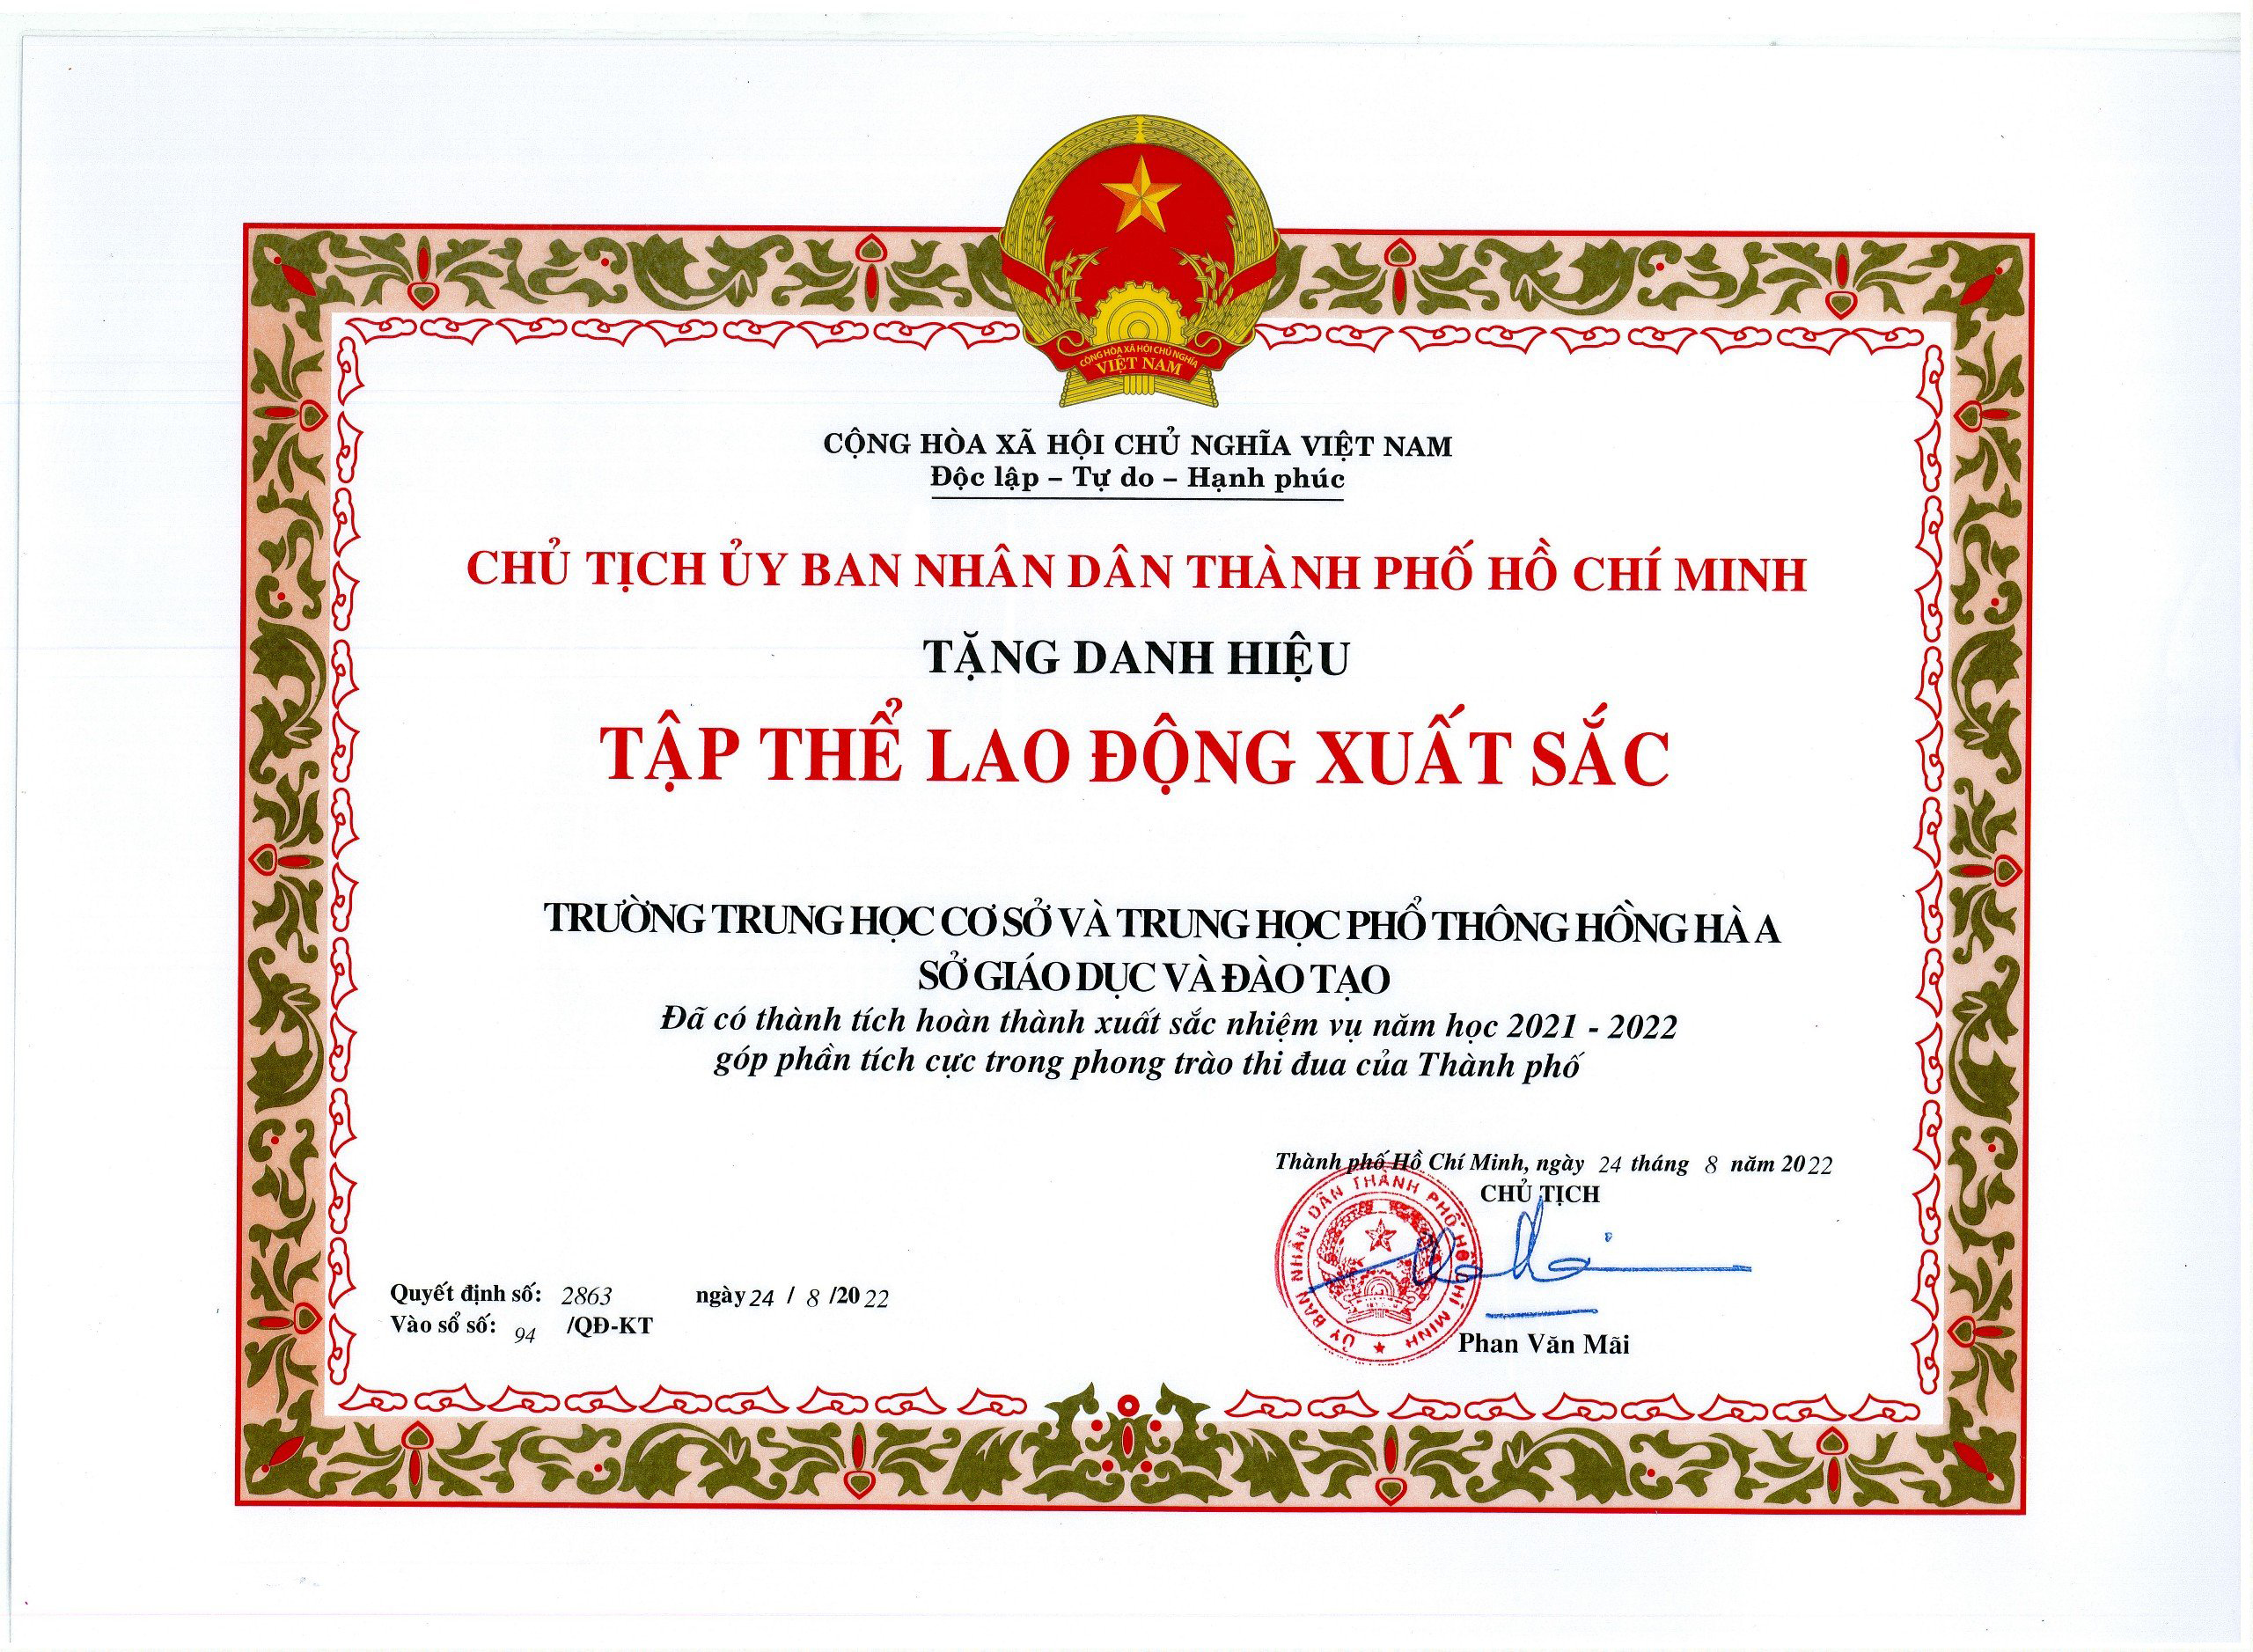 CỘNG HÒA XÃ HỘI CHỦ NGHĨA
VIỆT NAM
CỘNG HÒA XÃ HỘI CHỦ NGHĨA VIỆT NAM
Độc lập – Tự do – Hạnh phúc
CHỦ TỊCH ỦY BAN NHÂN DÂN THÀNH PHỐ HỒ CHÍ MINH
TẶNG DANH HIỆU
TẬP THỂ LAO ĐỘNG XUẤT SẮC
TRƯỜNG TRUNG HỌC CƠ SỞ VÀ TRUNG HỌC PHỔ THÔNG HỒNG HÀ A
SỞ GIÁO DỤC VÀ ĐÀO TẠO
Đã có thành tích hoàn thành xuất sắc nhiệm vụ năm học 2021 - 2022
góp phần tích cực trong phong trào thi đua của Thành phố
Thành phố Hồ Chí Minh, ngày 24 tháng 8 năm 2022
CHỦ TỊCH
ỦY BAN NHÂN DÂN THÀNH PHỐ HỒ CHÍ MINH
Quyết định số: 2863 ngày 24 / 8 /2022
Vào sổ số: 94 /QĐ-KT
Phan Văn Mãi